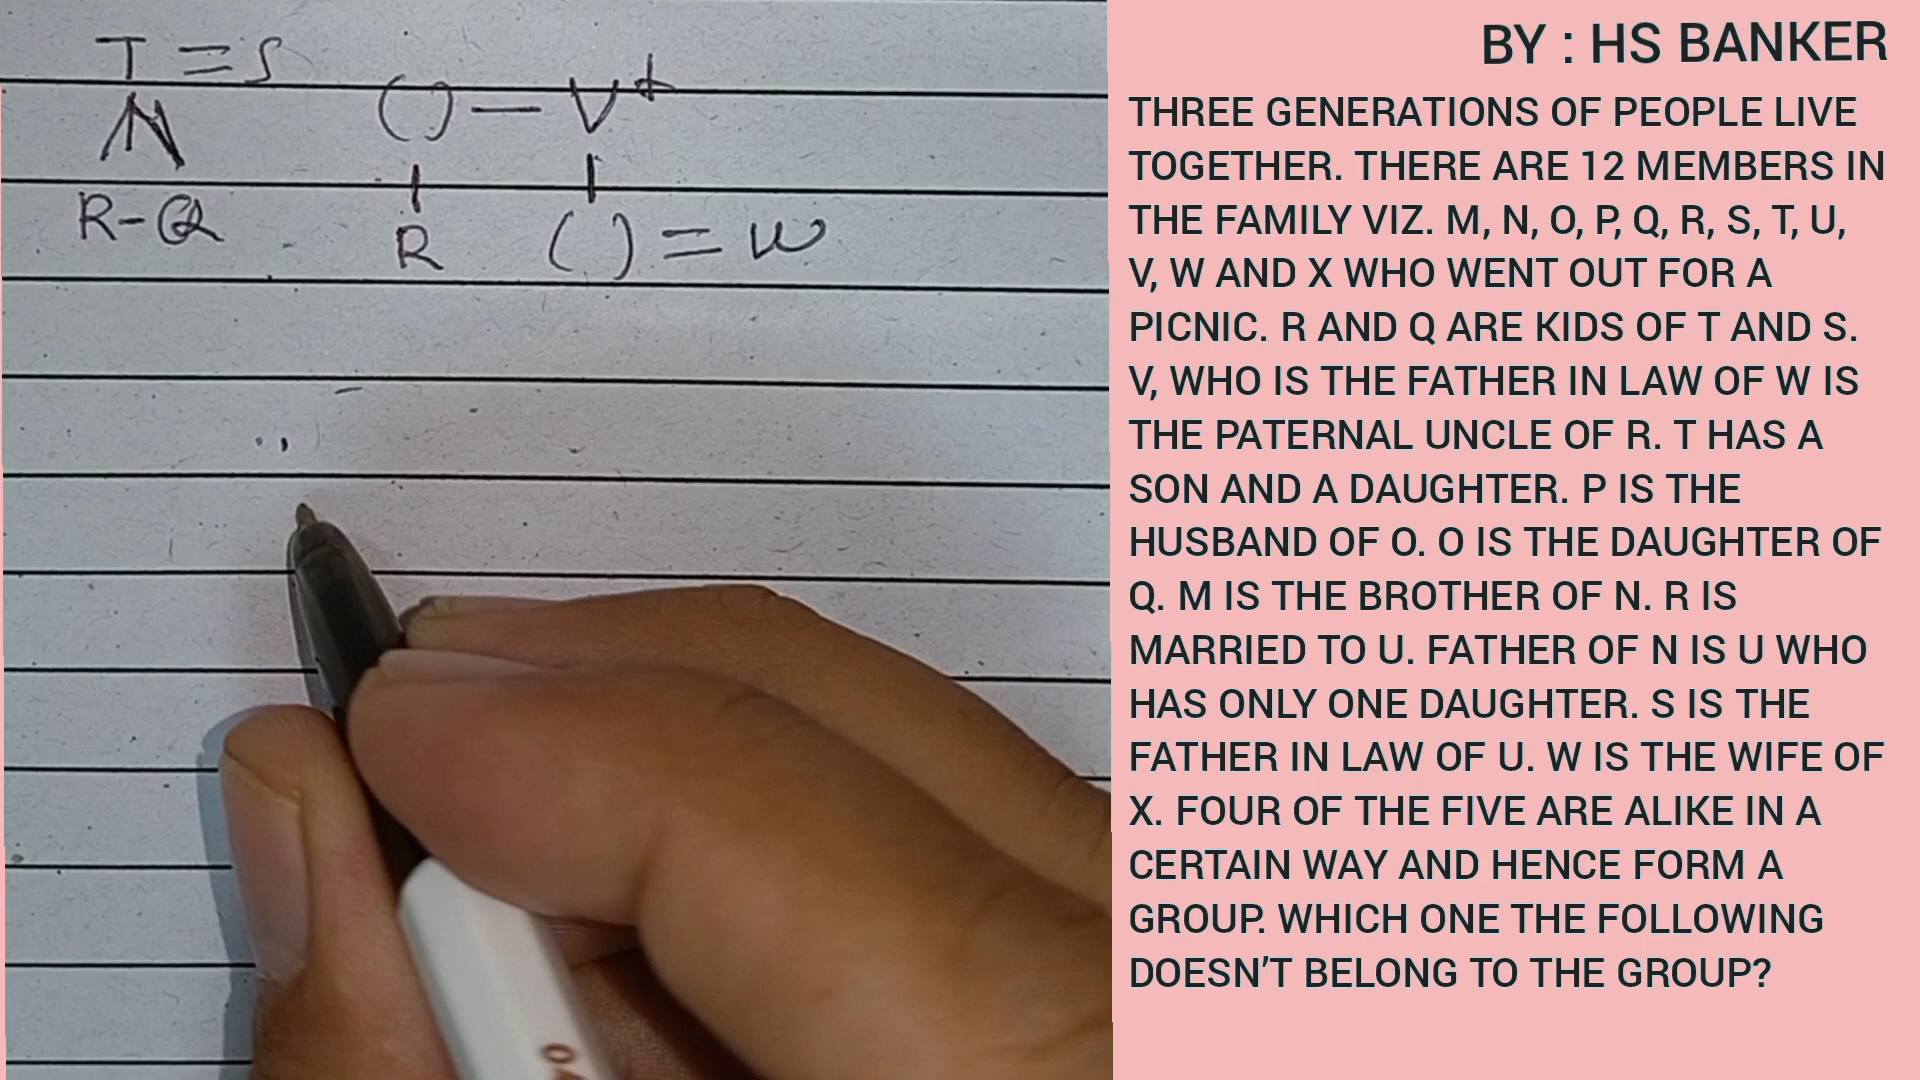 T = S
R-Q
( ) — V+
R ( ) = W
BY : HS BANKER
THREE GENERATIONS OF PEOPLE LIVE
TOGETHER. THERE ARE 12 MEMBERS IN
THE FAMILY VIZ. M, N, O, P, Q, R, S, T, U,
V, W AND X WHO WENT OUT FOR A
PICNIC. R AND Q ARE KIDS OF T AND S.
V, WHO IS THE FATHER IN LAW OF W IS
THE PATERNAL UNCLE OF R. T HAS A
SON AND A DAUGHTER. P IS THE
HUSBAND OF O. O IS THE DAUGHTER OF
Q. M IS THE BROTHER OF N. R IS
MARRIED TO U. FATHER OF N IS U WHO
HAS ONLY ONE DAUGHTER. S IS THE
FATHER IN LAW OF U. W IS THE WIFE OF
X. FOUR OF THE FIVE ARE ALIKE IN A
CERTAIN WAY AND HENCE FORM A
GROUP. WHICH ONE THE FOLLOWING
DOESN'T BELONG TO THE GROUP?